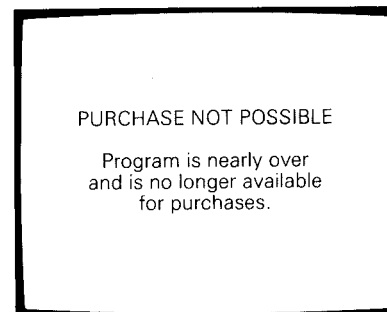 PURCHASE NOT POSSIBLE
Program is nearly over
and is no longer available
for purchases.